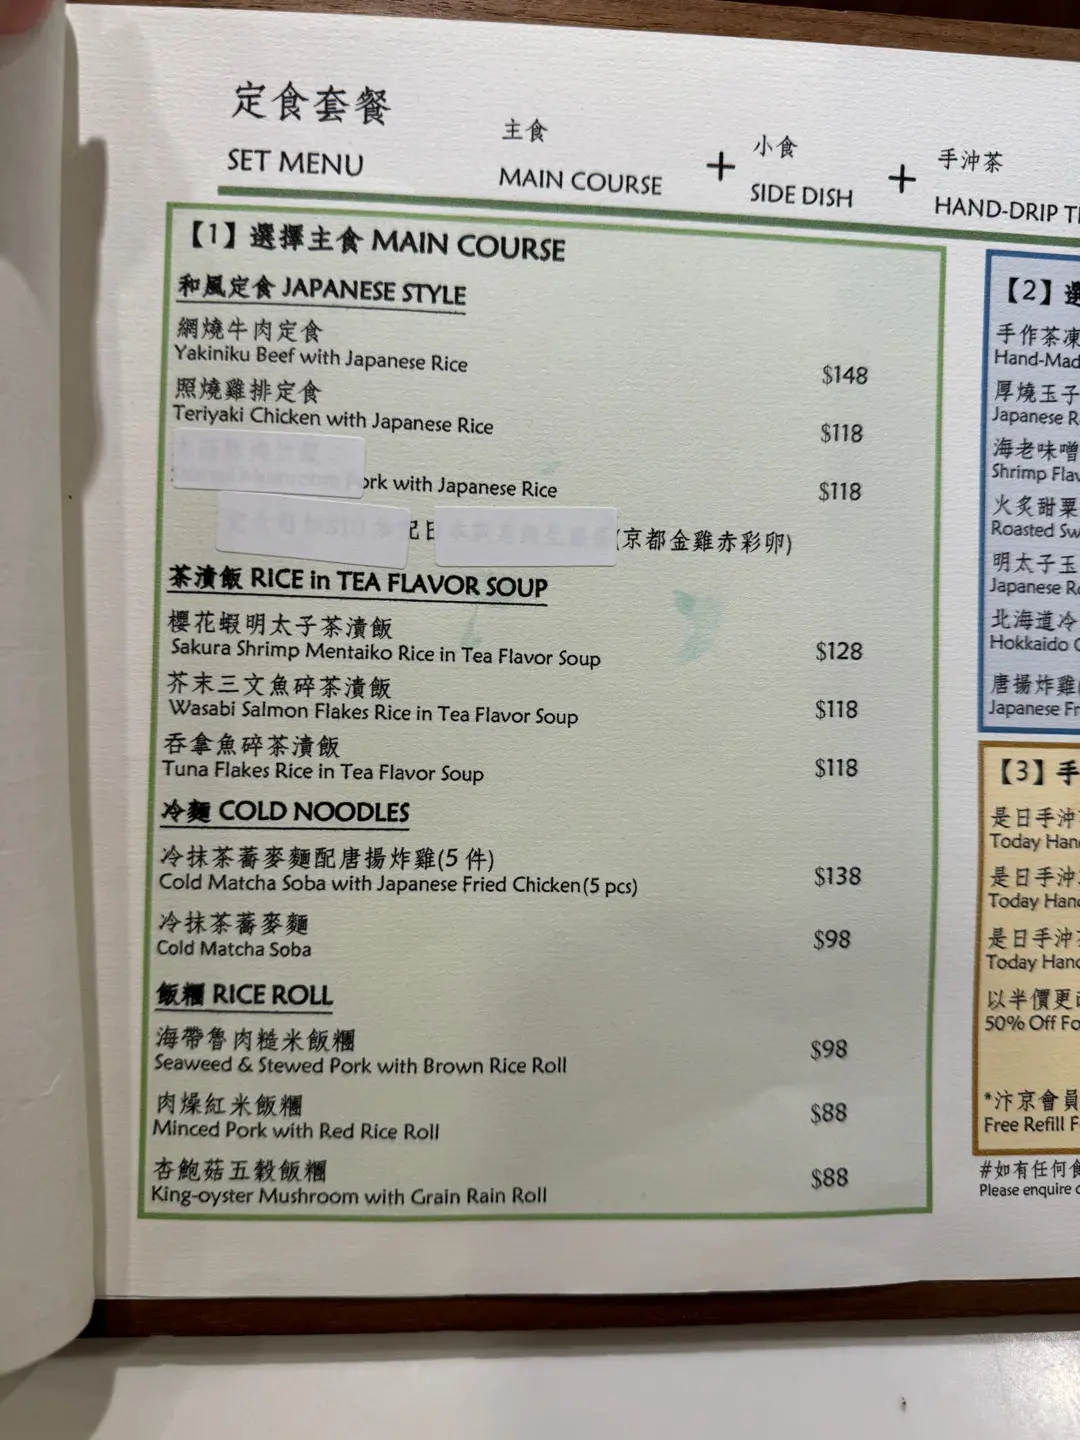 定食套餐
SET MENU
主食
MAIN COURSE
+
小食
SIDE DISH
+
手沖茶
HAND-DRIP
【1】選擇主食 MAIN COURSE
和風定食 JAPANESE STYLE
網燒牛肉定食
Yakiniku Beef with Japanese Rice $148
照燒雞排定食
Teriyaki Chicken with Japanese Rice $118
ork with Japanese Rice $118
(京都金雞赤彩卵)
茶漬飯 RICE in TEA FLAVOR SOUP
櫻花蝦明太子茶漬飯
Sakura Shrimp Mentaiko Rice in Tea Flavor Soup $128
芥末三文魚碎茶漬飯
Wasabi Salmon Flakes Rice in Tea Flavor Soup $118
吞拿魚碎茶漬飯
Tuna Flakes Rice in Tea Flavor Soup $118
冷麵 COLD NOODLES
冷抹茶蕎麥麵配唐揚炸雞(5 件)
Cold Matcha Soba with Japanese Fried Chicken (5 pcs) $138
冷抹茶蕎麥麵
Cold Matcha Soba $98
飯糰 RICE ROLL
海帶魯肉糙米飯糰
Seaweed & Stewed Pork with Brown Rice Roll $98
肉燥紅米飯糰
Minced Pork with Red Rice Roll $88
杏鮑菇五穀飯糰
King-oyster Mushroom with Grain Rain Roll $88
【2】選
手作茶凍
Hand-Mad
厚燒玉子
Japanese R
海老味噌
Shrimp Flav
火炙甜粟
Roasted Sw
明太子玉
Japanese Ro
北海道冷
Hokkaido
唐揚炸雞
Japanese Fr
【3】手
是日手沖
Today Han
是日手沖
Today Hand
是日手沖
Today Hand
以半價更
50% Off Fo
*汴京會員
Free Refill F
#如有任何
Please enquire